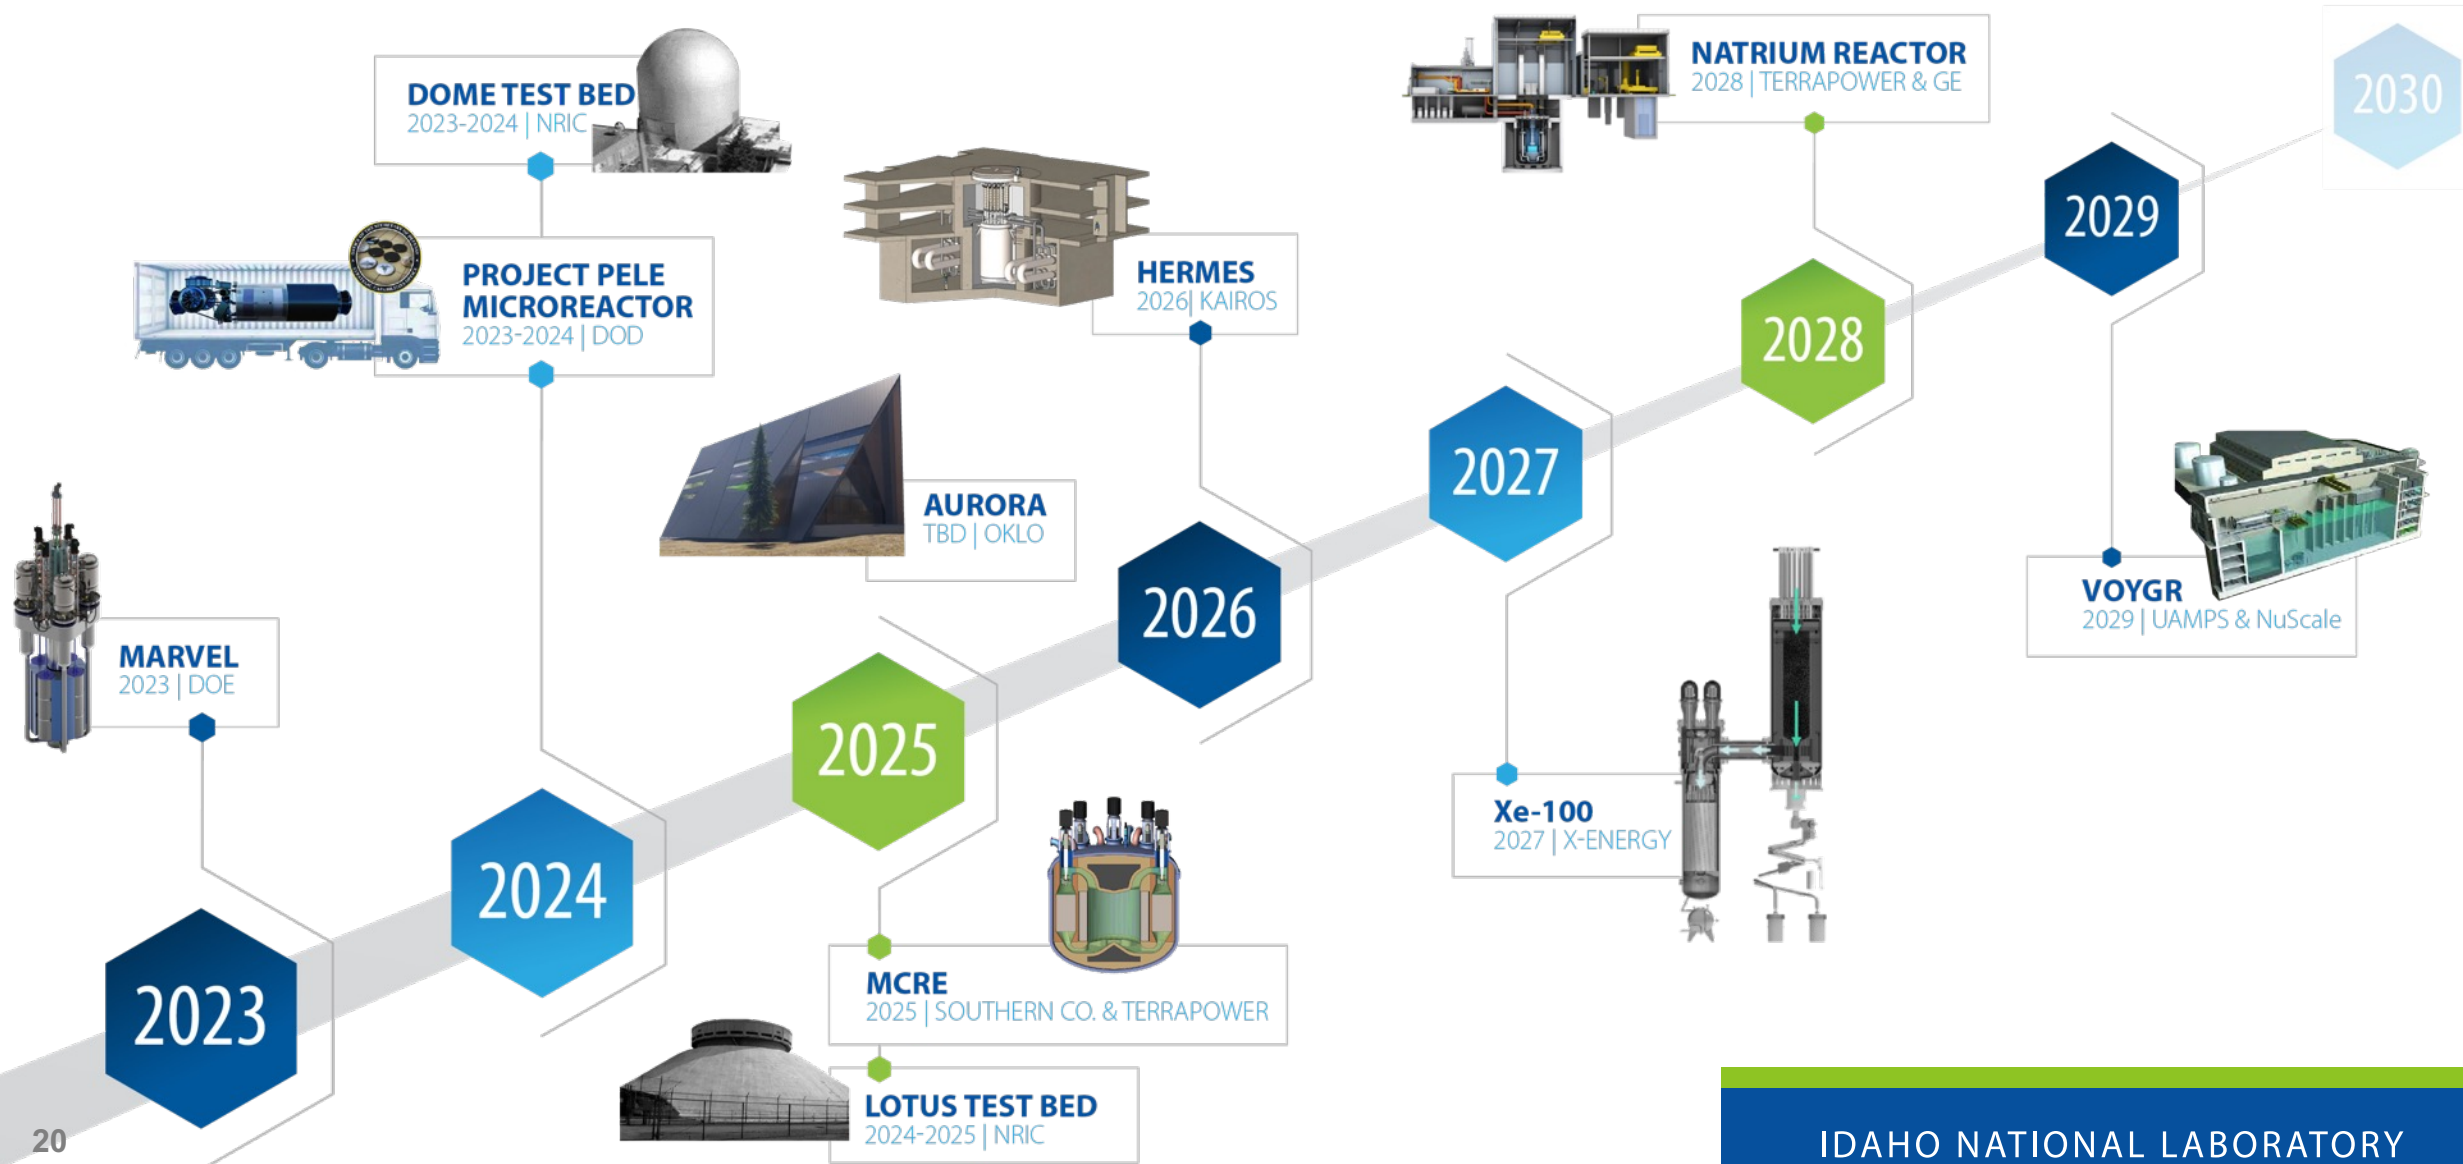 DOME TEST BED
2023-2024 | NRIC
PROJECT PELE
MICROREACTOR
2023-2024 | DOD
MARVEL
2023 | DOE
AURORA
TBD | OKLO
HERMES
2026| KAIROS
NATRIUM REACTOR
2028 | TERRAPOWER & GE
2023
2024
2025
2026
2027
2028
2029
2030
MCRE
2025 | SOUTHERN CO. & TERRAPOWER
LOTUS TEST BED
2024-2025 | NRIC
Xe-100
2027 | X-ENERGY
VOYGR
2029 | UAMPS & NuScale
20
IDAHO NATIONAL LABORATORY